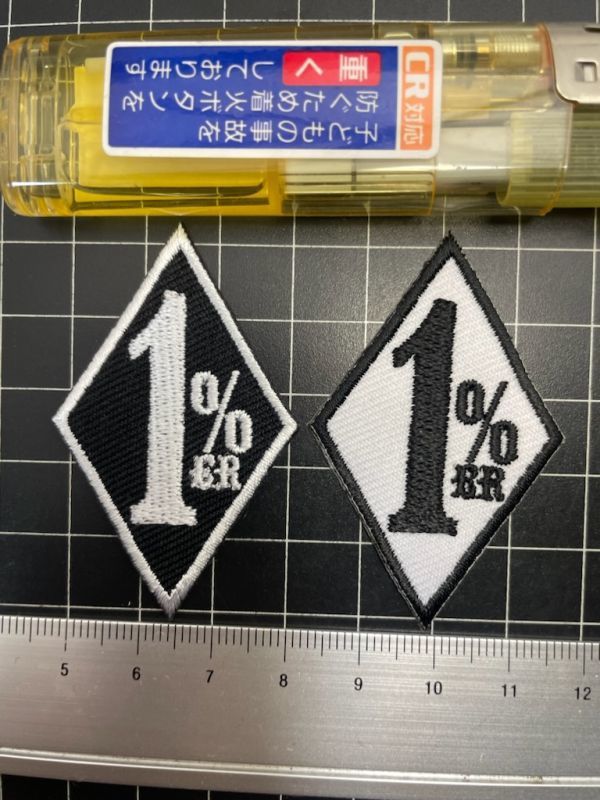 CR対応
子どもの事故を
防ぐため着火ボタンを
重くしております
1%
ER
1%
ER
5 6 7 8 9 10 11 12